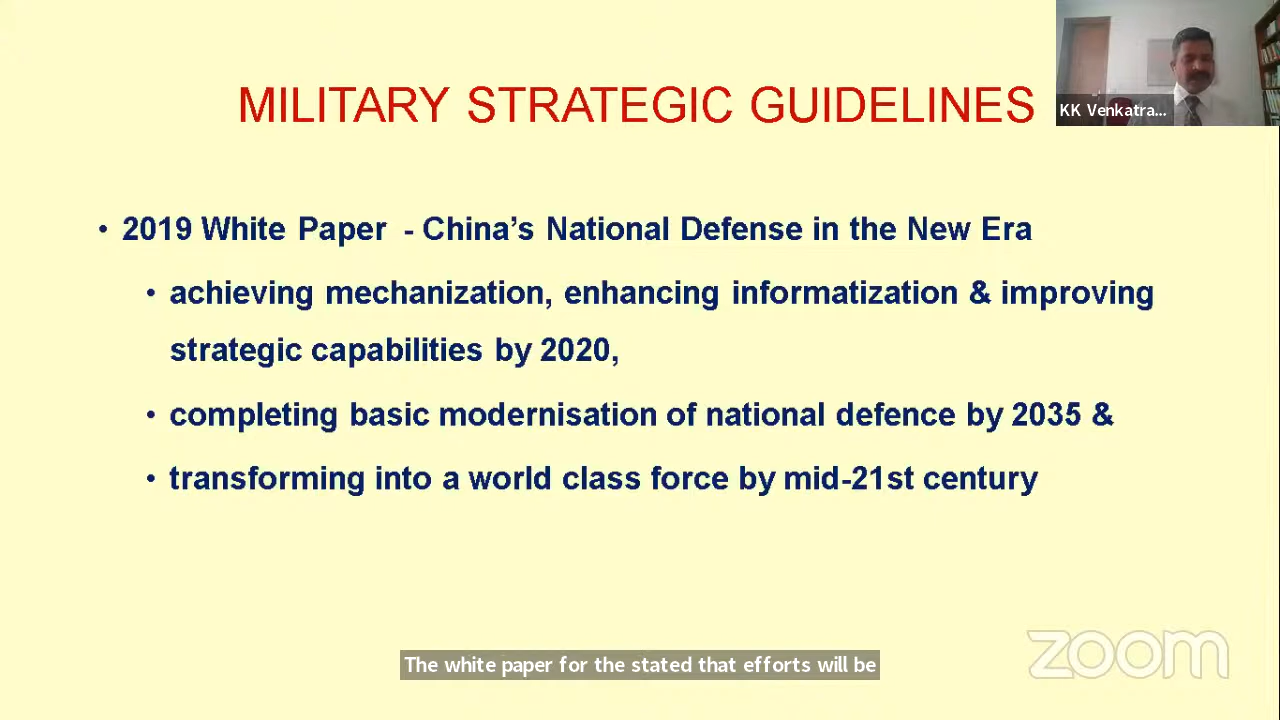 MILITARY STRATEGIC GUIDELINES
KK Venkatra...
• 2019 White Paper - China’s National Defense in the New Era
• achieving mechanization, enhancing informatization & improving
strategic capabilities by 2020,
• completing basic modernisation of national defence by 2035 &
• transforming into a world class force by mid-21st century
The white paper for the stated that efforts will be
zoom